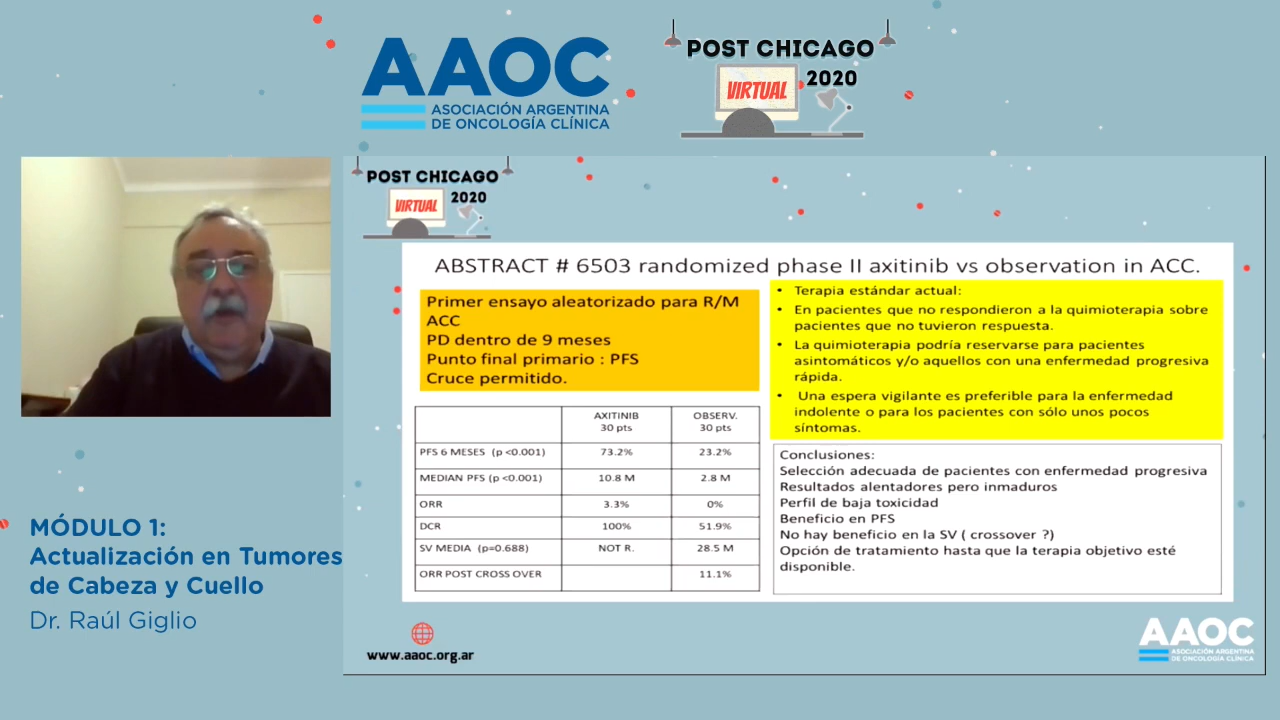 AAOC
ASOCIACIÓN ARGENTINA
DE ONCOLOGÍA CLÍNICA
POST CHICAGO
2020
VIRTUAL
POST CHICAGO
2020
VIRTUAL
ABSTRACT # 6503 randomized phase II axitinib vs observation in ACC.
Primer ensayo aleatorizado para R/M
ACC
PD dentro de 9 meses
Punto final primario : PFS
Cruce permitido.
• Terapia estándar actual:
• En pacientes que no respondieron a la quimioterapia sobre
pacientes que no tuvieron respuesta.
• La quimioterapia podría reservarse para pacientes
asintomáticos y/o aquellos con una enfermedad progresiva
rápida.
• Una espera vigilante es preferible para la enfermedad
indolente o para los pacientes con sólo unos pocos
síntomas.
AXITINIB OBSERV.
30 pts 30 pts
PFS 6 MESES (p <0.001) 73.2% 23.2%
MEDIAN PFS (p <0.001) 10.8 M 2.8 M
ORR 3.3% 0%
DCR 100% 51.9%
SV MEDIA (p=0.688) NOT R. 28.5 M
ORR POST CROSS OVER 11.1%
Conclusiones:
Selección adecuada de pacientes con enfermedad progresiva
Resultados alentadores pero inmaduros
Perfil de baja toxicidad
Beneficio en PFS
No hay beneficio en la SV ( crossover ?)
Opción de tratamiento hasta que la terapia objetivo esté
disponible.
MÓDULO 1:
Actualización en Tumores
de Cabeza y Cuello
Dr. Raúl Giglio
www.aaoc.org.ar
AAOC
ASOCIACIÓN ARGENTINA
DE ONCOLOGÍA CLÍNICA